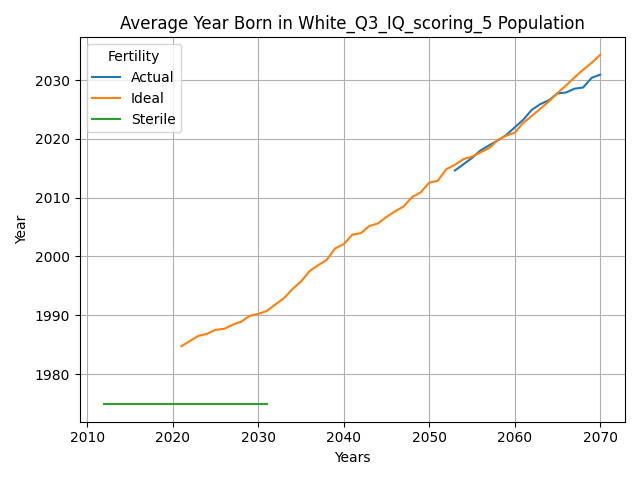 Average Year Born in White_Q3_IQ_scoring_5 Population
Fertility
Actual
Ideal
Sterile
Year
2030
2020
2010
2000
1990
1980
2010 2020 2030 2040 2050 2060 2070
Years